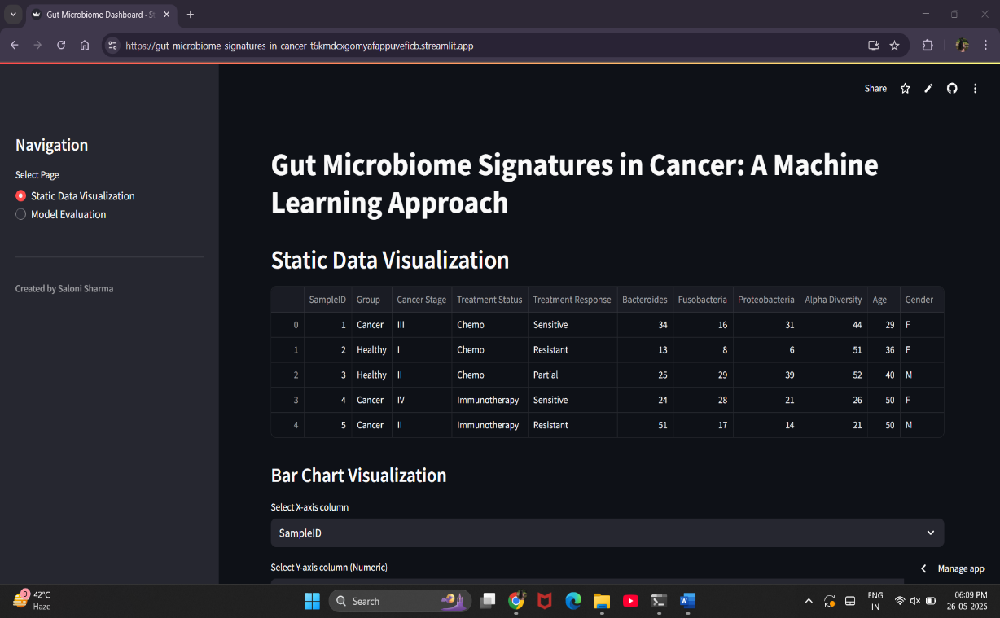 Gut Microbiome Dashboard · St
https://gut-microbiome-signatures-in-cancer-t6kmdcxgomyafappuveficb.streamlit.app
Share
Navigation
Select Page
Static Data Visualization
Model Evaluation
Created by Saloni Sharma
Gut Microbiome Signatures in Cancer: A Machine
Learning Approach
Static Data Visualization
SampleID Group Cancer Stage Treatment Status Treatment Response Bacteroides Fusobacteria Proteobacteria Alpha Diversity Age Gender
0 1 Cancer III Chemo Sensitive 34 16 31 44 29 F
1 2 Healthy I Chemo Resistant 13 8 6 51 36 F
2 3 Healthy II Chemo Partial 25 29 39 52 40 M
3 4 Cancer IV Immunotherapy Sensitive 24 28 21 26 50 F
4 5 Cancer II Immunotherapy Resistant 51 17 14 21 50 M
Bar Chart Visualization
Select X-axis column
SampleID
Select Y-axis column (Numeric)
Manage app
9
42°C
Haze
Search
ENG
IN
06:09 PM
26-05-2025